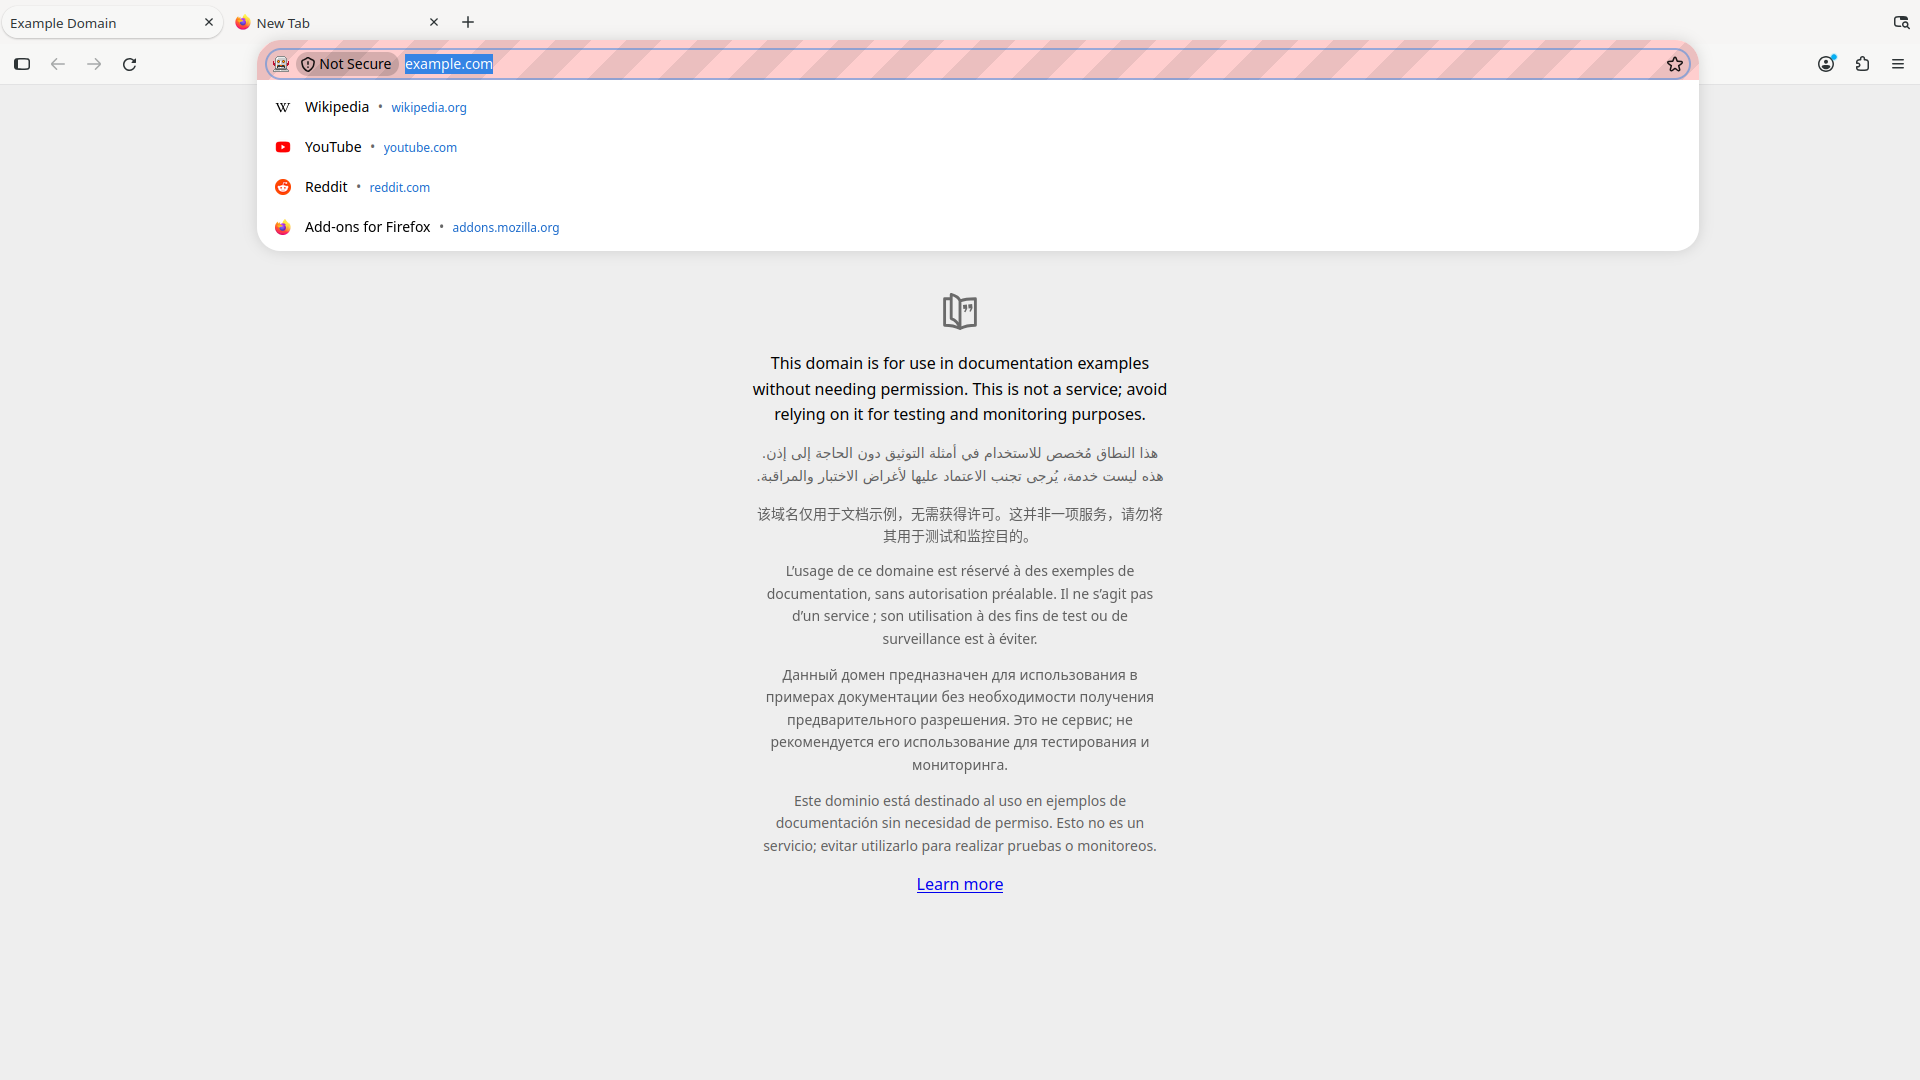 Example Domain
New Tab
Not Secure example.com
Wikipedia • wikipedia.org
YouTube • youtube.com
Reddit • reddit.com
Add-ons for Firefox • addons.mozilla.org
This domain is for use in documentation examples
without needing permission. This is not a service; avoid
relying on it for testing and monitoring purposes.
هذا النطاق مُخصص للاستخدام في أمثلة التوثيق دون الحاجة إلى إذن.
هذه ليست خدمة، يُرجى تجنب الاعتماد عليها لأغراض الاختبار والمراقبة.
该域名仅用于文档示例，无需获得许可。这并非一项服务，请勿将
其用于测试和监控目的。
L’usage de ce domaine est réservé à des exemples de
documentation, sans autorisation préalable. Il ne s’agit pas
d’un service ; son utilisation à des fins de test ou de
surveillance est à éviter.
Данный домен предназначен для использования в
примерах документации без необходимости получения
предварительного разрешения. Это не сервис; не
рекомендуется его использование для тестирования и
мониторинга.
Este dominio está destinado al uso en ejemplos de
documentación sin necesidad de permiso. Esto no es un
servicio; evitar utilizarlo para realizar pruebas o monitoreos.
Learn more